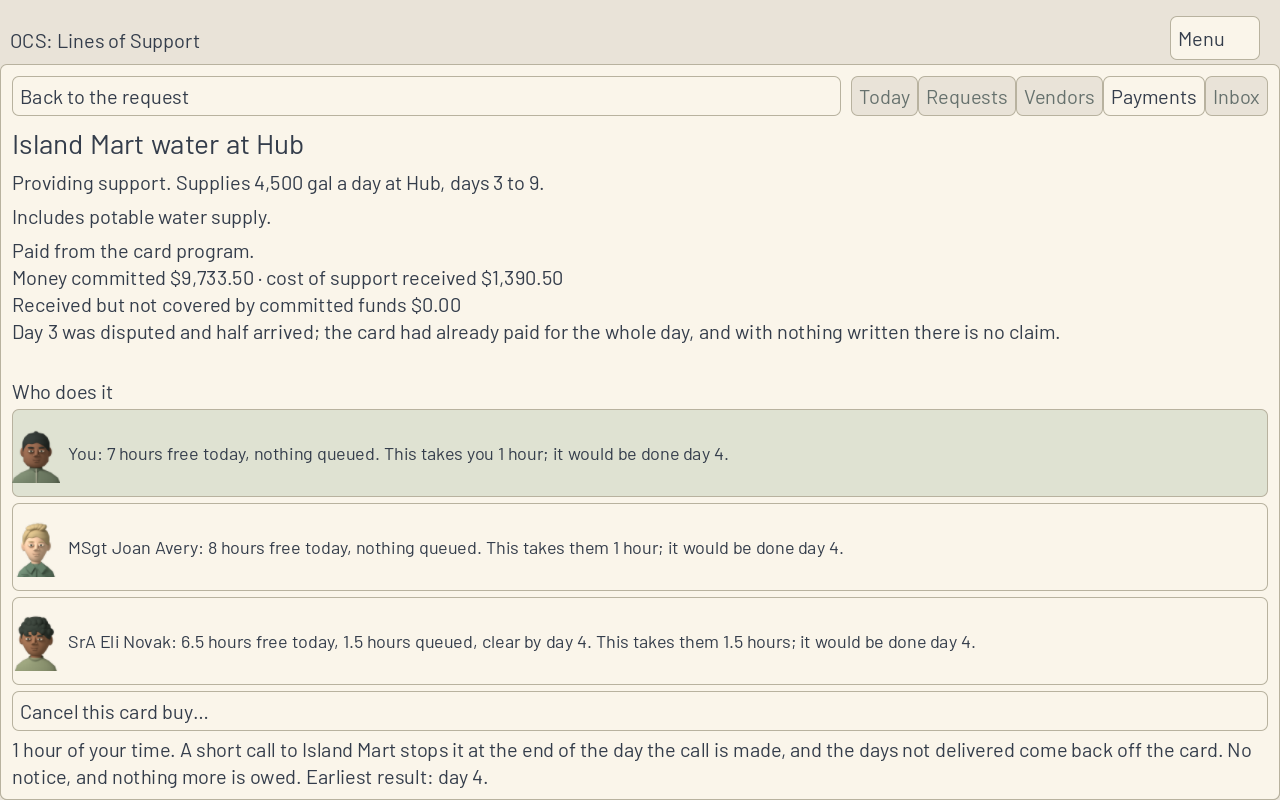 OCS: Lines of Support
Menu
Back to the request
Today
Requests
Vendors
Payments
Inbox
Island Mart water at Hub
Providing support. Supplies 4,500 gal a day at Hub, days 3 to 9.
Includes potable water supply.
Paid from the card program.
Money committed $9,733.50 · cost of support received $1,390.50
Received but not covered by committed funds $0.00
Day 3 was disputed and half arrived; the card had already paid for the whole day, and with nothing written there is no claim.
Who does it
You: 7 hours free today, nothing queued. This takes you 1 hour; it would be done day 4.
MSgt Joan Avery: 8 hours free today, nothing queued. This takes them 1 hour; it would be done day 4.
SrA Eli Novak: 6.5 hours free today, 1.5 hours queued, clear by day 4. This takes them 1.5 hours; it would be done day 4.
Cancel this card buy...
1 hour of your time. A short call to Island Mart stops it at the end of the day the call is made, and the days not delivered come back off the card. No
notice, and nothing more is owed. Earliest result: day 4.